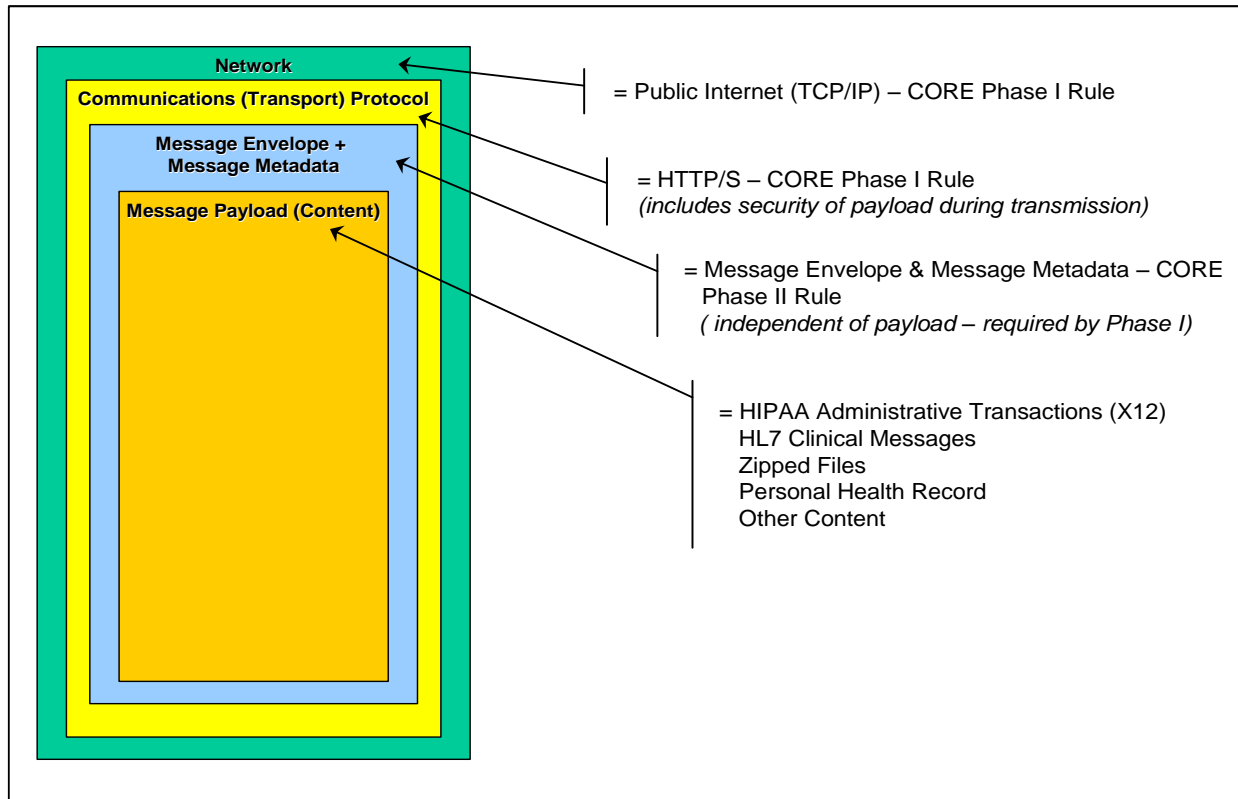 Network
Communications (Transport) Protocol
Message Envelope +
Message Metadata
Message Payload (Content)
= Public Internet (TCP/IP) – CORE Phase I Rule
= HTTP/S – CORE Phase I Rule
(includes security of payload during transmission)
= Message Envelope & Message Metadata – CORE
Phase II Rule
( independent of payload – required by Phase I)
= HIPAA Administrative Transactions (X12)
HL7 Clinical Messages
Zipped Files
Personal Health Record
Other Content